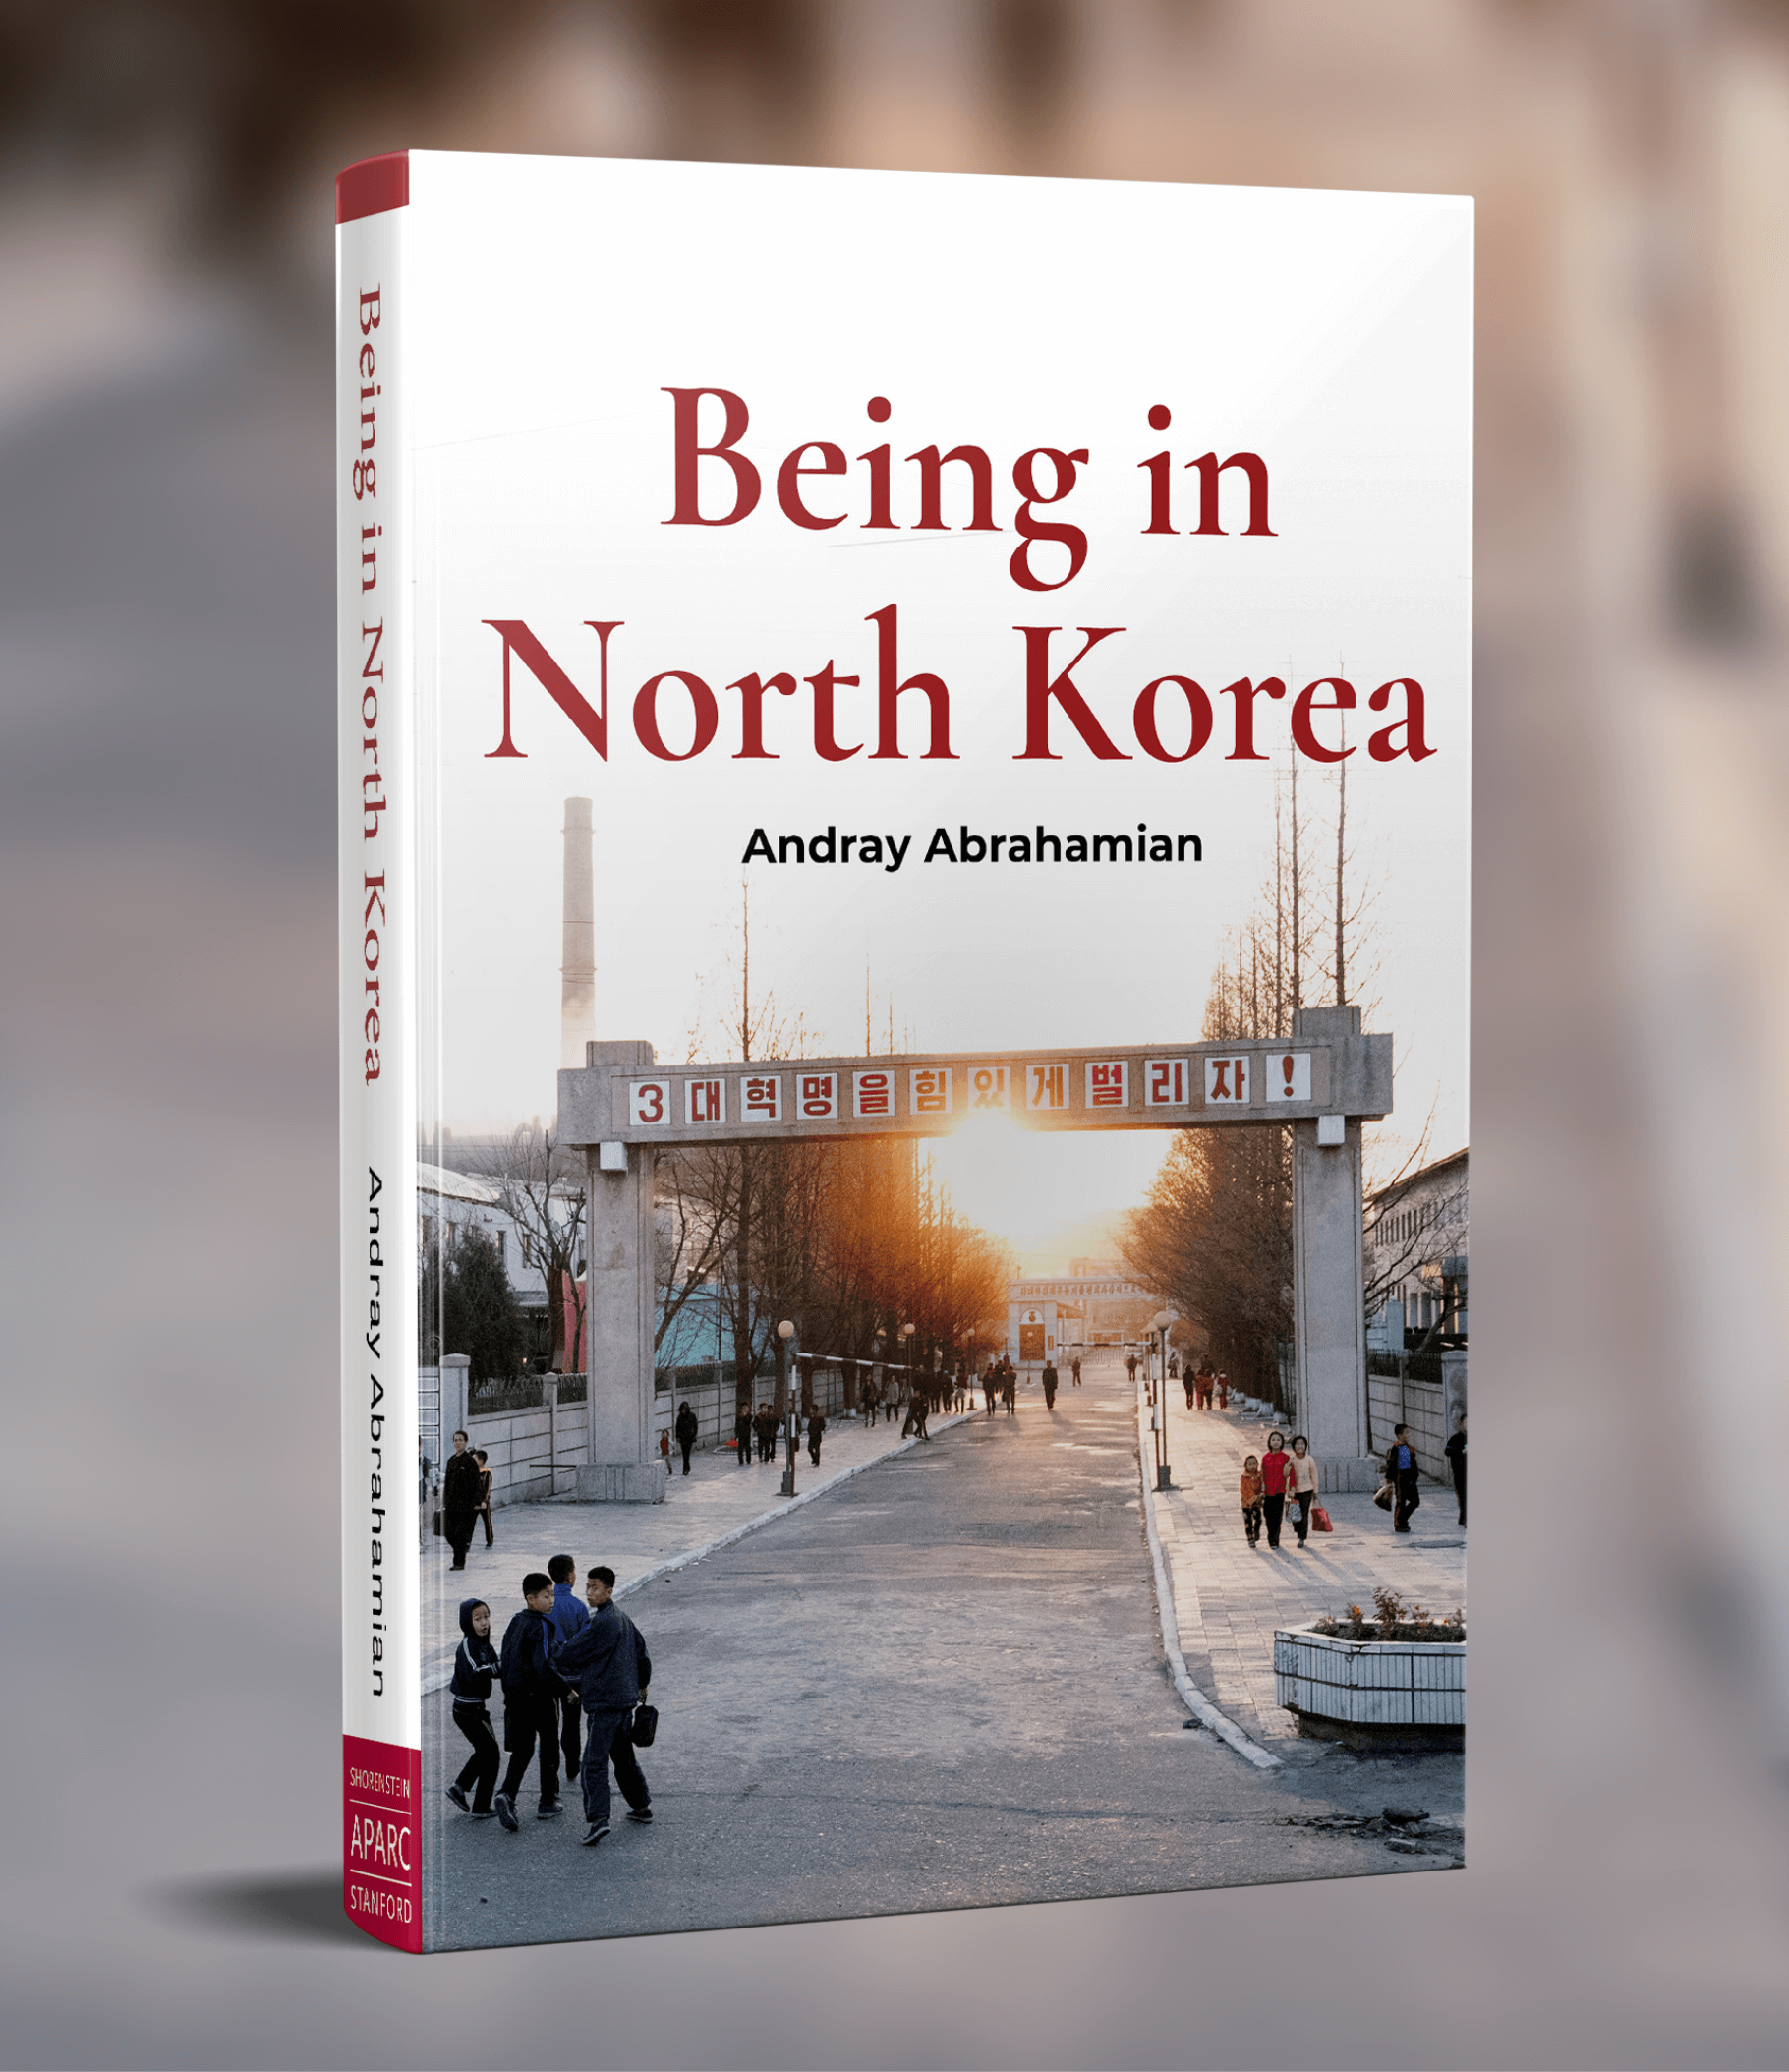 Being in
North Korea
Andray Abrahamian
3대혁명을힘있게벌리자!
Being in North Korea Andray Abrahamian
SHORENSTEIN
APARC
STANFORD